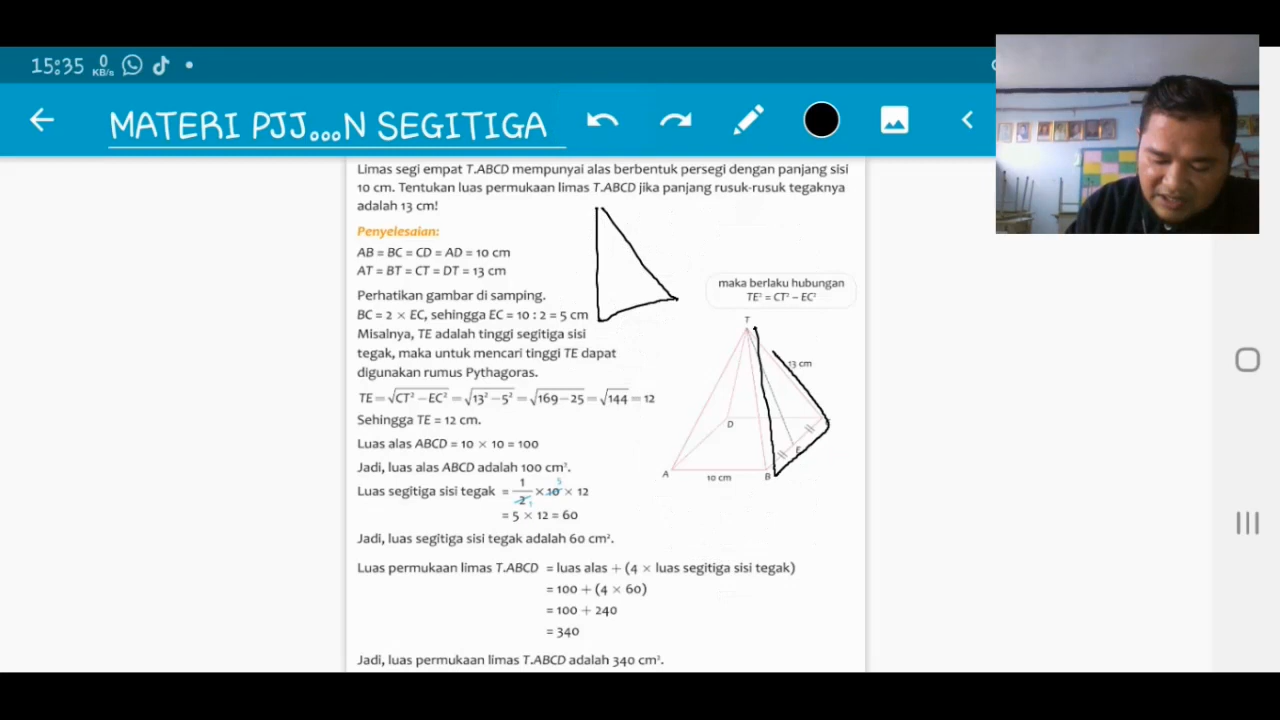 15:35 0 KB/s
MATERI PJJ...N SEGITIGA
Limas segi empat T.ABCD mempunyai alas berbentuk persegi dengan panjang sisi
10 cm. Tentukan luas permukaan limas T.ABCD jika panjang rusuk-rusuk tegaknya
adalah 13 cm!
Penyelesaian:
AB = BC = CD = AD = 10 cm
AT = BT = CT = DT = 13 cm
Perhatikan gambar di samping.
BC = 2 × EC, sehingga EC = 10 : 2 = 5 cm
Misalnya, TE adalah tinggi segitiga sisi
tegak, maka untuk mencari tinggi TE dapat
digunakan rumus Pythagoras.
TE = √CT² − EC² = √13² − 5² = √169 − 25 = √144 = 12
Sehingga TE = 12 cm.
Luas alas ABCD = 10 × 10 = 100
Jadi, luas alas ABCD adalah 100 cm².
Luas segitiga sisi tegak = 1/2 × 10 × 12
5
1
= 5 × 12 = 60
Jadi, luas segitiga sisi tegak adalah 60 cm².
Luas permukaan limas T.ABCD = luas alas + (4 × luas segitiga sisi tegak)
= 100 + (4 × 60)
= 100 + 240
= 340
Jadi, luas permukaan limas T.ABCD adalah 340 cm².
maka berlaku hubungan
TE² = CT² − EC²
T
13 cm
D
E
A
B
10 cm